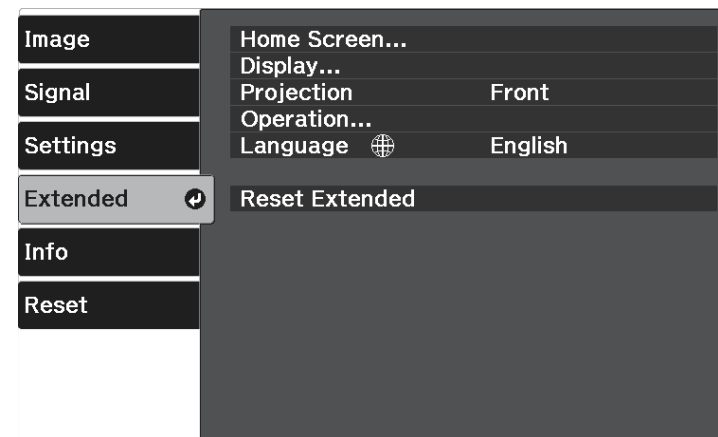 Image
Signal
Settings
Extended
Info
Reset
Home Screen...
Display...
Projection Front
Operation...
Language English
Reset Extended